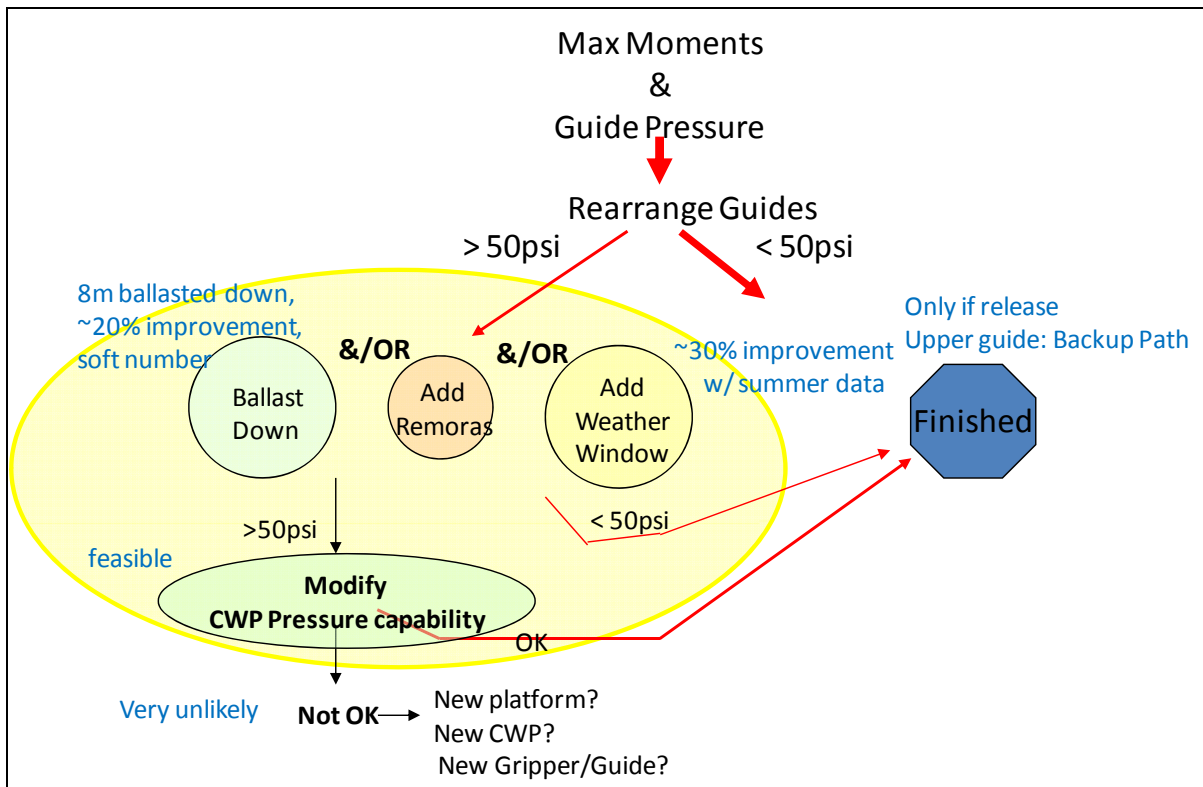 Max Moments
&
Guide Pressure
Rearrange Guides
> 50psi
< 50psi
8m ballasted down,
~20% improvement,
soft number
&/OR
&/OR
~30% improvement
w/ summer data
Only if release
Upper guide: Backup Path
Ballast
Down
Add
Remoras
Add
Weather
Window
Finished
>50psi
< 50psi
feasible
Modify
CWP Pressure capability
OK
Very unlikely
Not OK
New platform?
New CWP?
New Gripper/Guide?